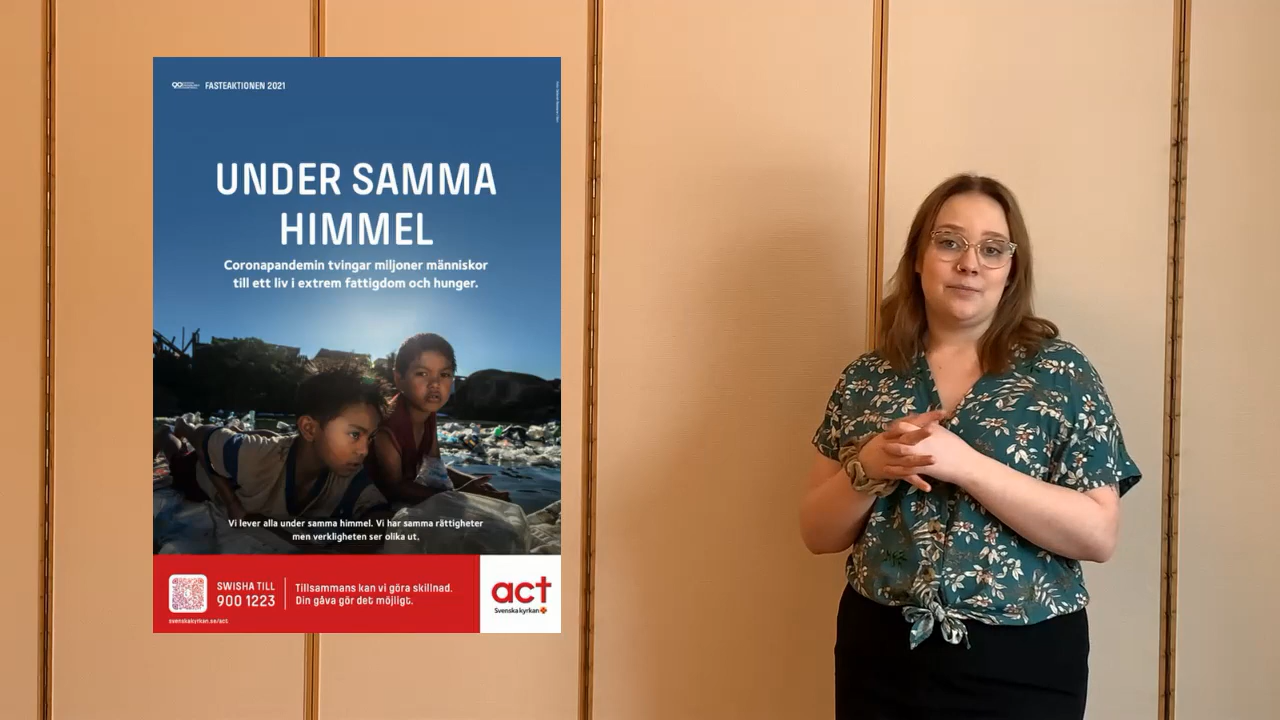 FASTEAKTIONEN 2021
UNDER SAMMA
HIMMEL
Coronapandemin tvingar miljoner människor
till ett liv i extrem fattigdom och hunger.
Vi lever alla under samma himmel. Vi har samma rättigheter
men verkligheten ser olika ut.
SWISHA TILL
900 1223
Tillsammans kan vi göra skillnad.
Din gåva gör det möjligt.
svenskakyrkan.se/act
act
Svenska kyrkan